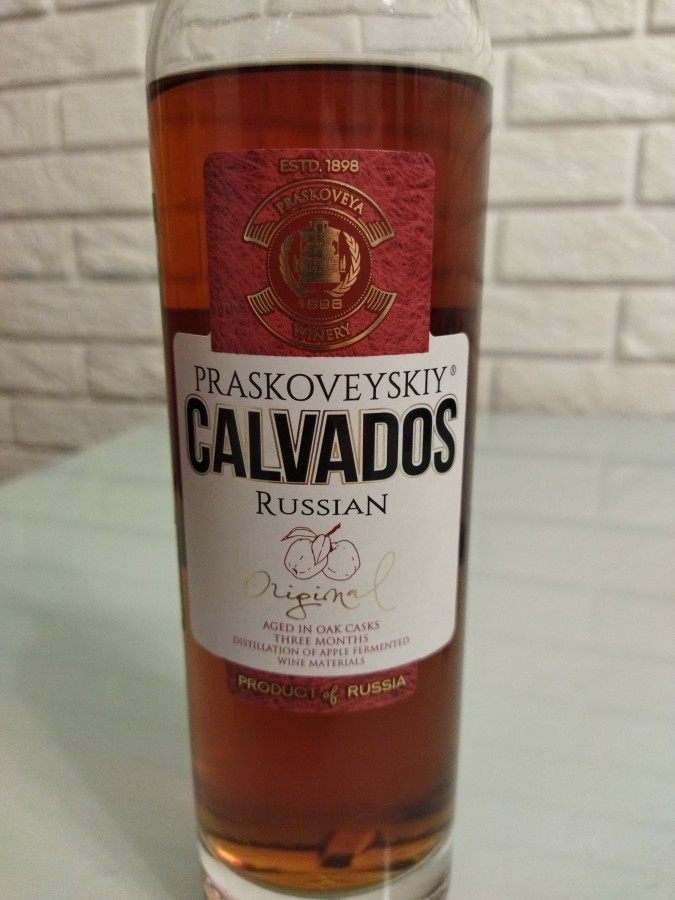 ESTD. 1898
PRASKOVEYA
1898
WINERY
PRASKOVEYSKIY®
CALVADOS
RUSSIAN
Original
AGED IN OAK CASKS
THREE MONTHS
DISTILLATION OF APPLE FERMENTED
WINE MATERIALS
PRODUCT of RUSSIA